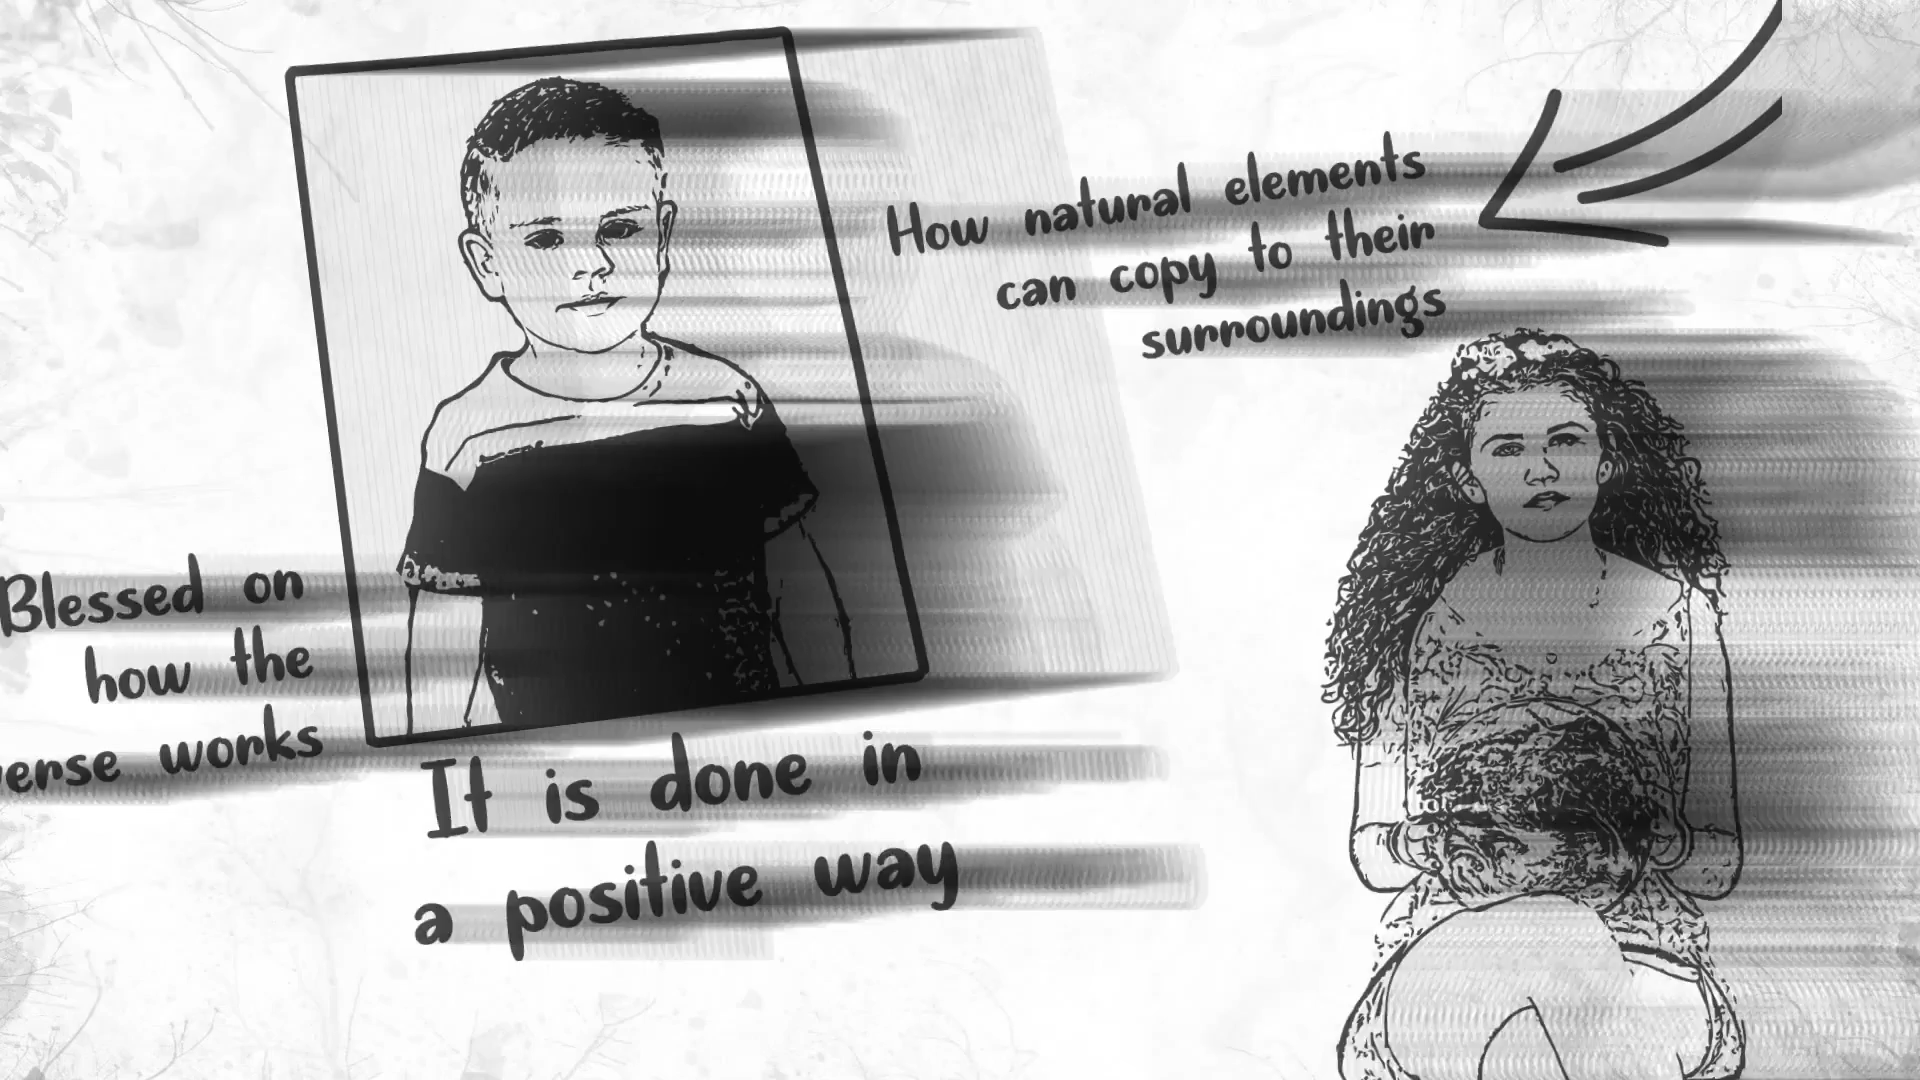 How natural elements
can copy to their
surroundings
Blessed on
how the
works
It is done in
a positive way